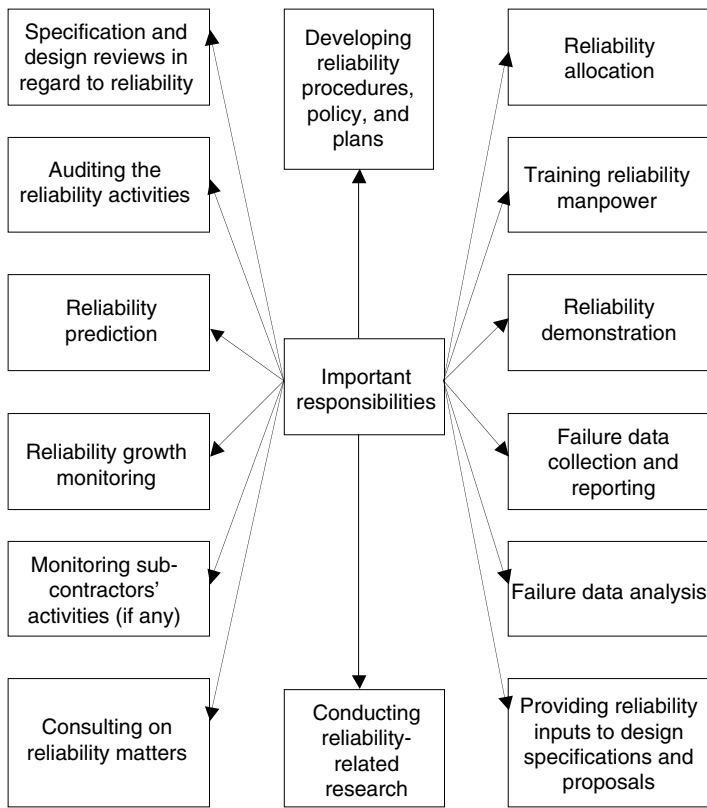 Specification and
design reviews in
regard to reliability
Developing
reliability
procedures,
policy, and
plans
Reliability
allocation
Auditing the
reliability activities
Training reliability
manpower
Reliability
prediction
Important
responsibilities
Reliability
demonstration
Reliability growth
monitoring
Failure data
collection and
reporting
Monitoring sub-
contractors’
activities (if any)
Failure data analysis
Consulting on
reliability matters
Conducting
reliability-
related
research
Providing reliability
inputs to design
specifications and
proposals